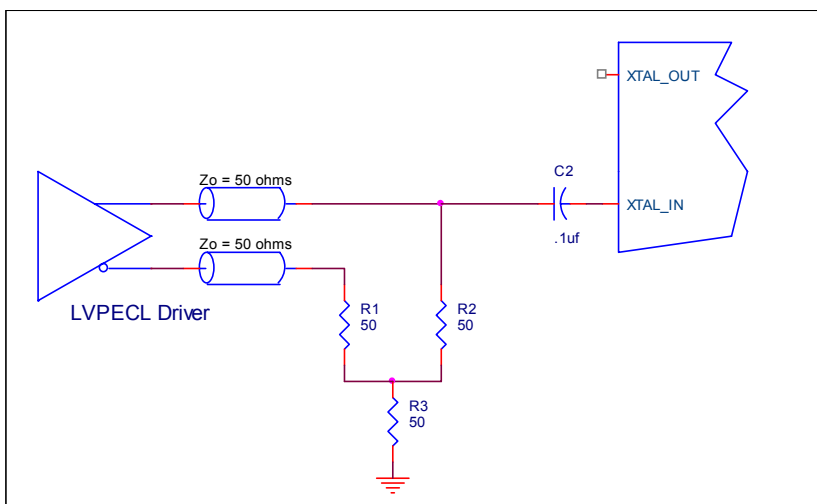 XTAL_OUT
Zo = 50 ohms
C2
XTAL_IN
.1uf
Zo = 50 ohms
LVPECL Driver
R1
50
R2
50
R3
50